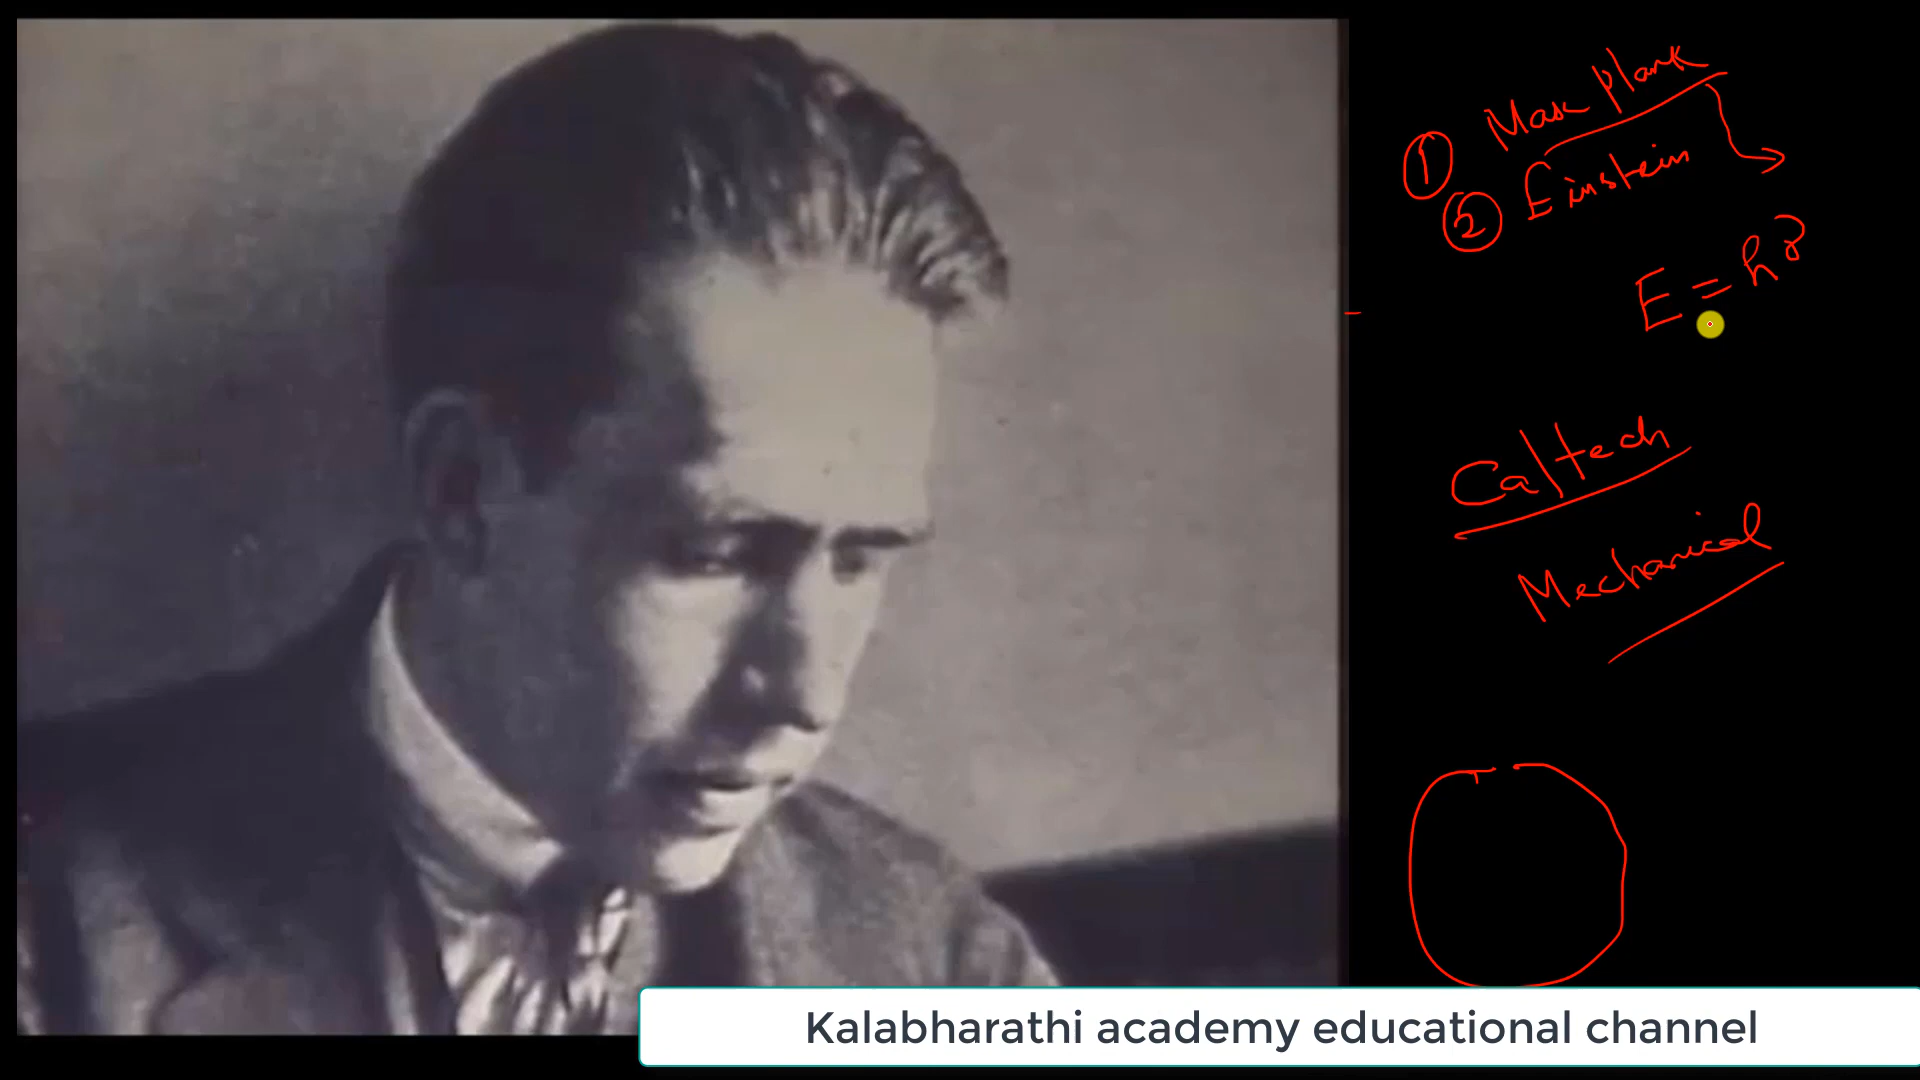 ① Max Plank
② Einstein
E = hν
Caltech
Mechanical
Kalabharathi academy educational channel